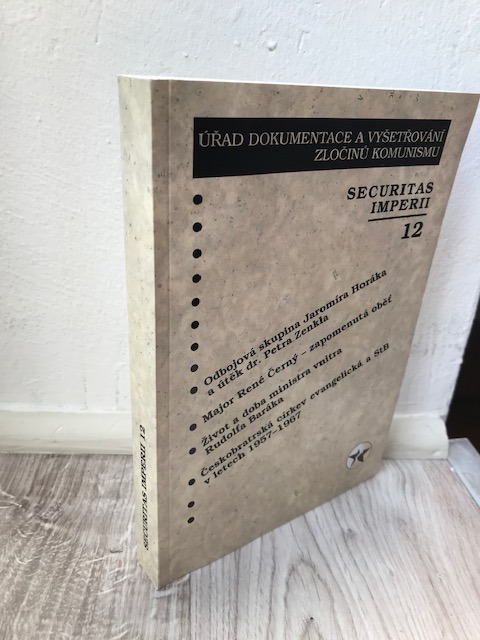 ÚŘAD DOKUMENTACE A VYŠETŘOVÁNÍ
ZLOČINŮ KOMUNISMU
SECURITAS
IMPERII
12
Odbojová skupina Jaromíra Horáka
a útěk dr. Petra Zenkla
Major René Černý – zapomenutá oběť
Život a doba ministra vnitra
Rudolfa Baráka
Českobratrská církev evangelická a StB
v letech 1957–1967
SECURITAS IMPERII 12